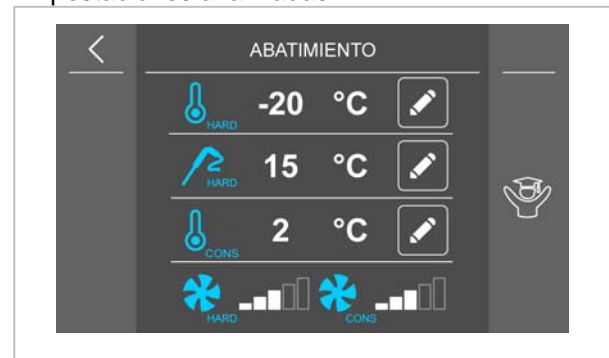 ABATIMIENTO
HARD -20 °C
HARD 15 °C
CONS 2 °C
HARD CONS